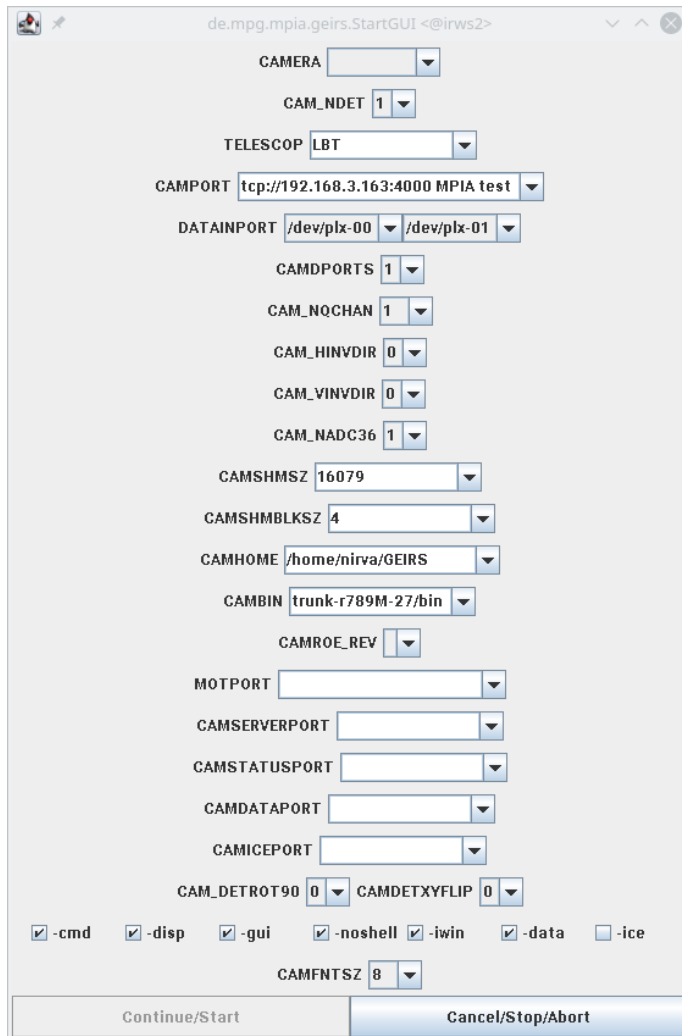 de.mpg.mpia.geirs.StartGUI <@irws2>
CAMERA
CAM_NDET 1
TELESCOP LBT
CAMPORT tcp://192.168.3.163:4000 MPIA test
DATAINPORT /dev/plx-00 /dev/plx-01
CAMDPORTS 1
CAM_NQCHAN 1
CAM_HINVDIR 0
CAM_VINVDIR 0
CAM_NADC36 1
CAMSHMSZ 16079
CAMSHMBLKSZ 4
CAMHOME /home/nirva/GEIRS
CAMBIN trunk-r789M-27/bin
CAMROE_REV
MOTPORT
CAMSERVERPORT
CAMSTATUSPORT
CAMDATAPORT
CAMICEPORT
CAM_DETROT90 0 CAMDETXYFLIP 0
-cmd -disp -gui -noshell -iwin -data -ice
CAMFNTSZ 8
Continue/Start Cancel/Stop/Abort